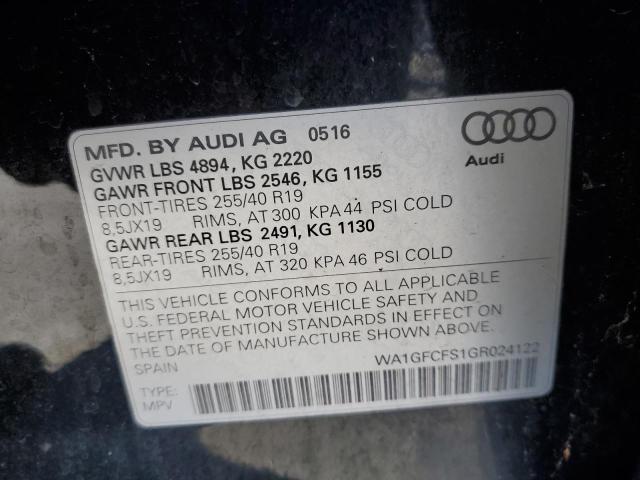 MFD. BY AUDI AG 0516
GVWR LBS 4894, KG 2220
GAWR FRONT LBS 2546, KG 1155
FRONT-TIRES 255/40 R19
8,5JX19 RIMS, AT 300 KPA 44 PSI COLD
GAWR REAR LBS 2491, KG 1130
REAR-TIRES 255/40 R19
8,5JX19 RIMS, AT 320 KPA 46 PSI COLD
Audi
THIS VEHICLE CONFORMS TO ALL APPLICABLE
U.S. FEDERAL MOTOR VEHICLE SAFETY AND
THEFT PREVENTION STANDARDS IN EFFECT ON
THE DATE OF MANUFACTURE SHOWN ABOVE.
WA1GFCFS1GR024122
TYPE:
MPV